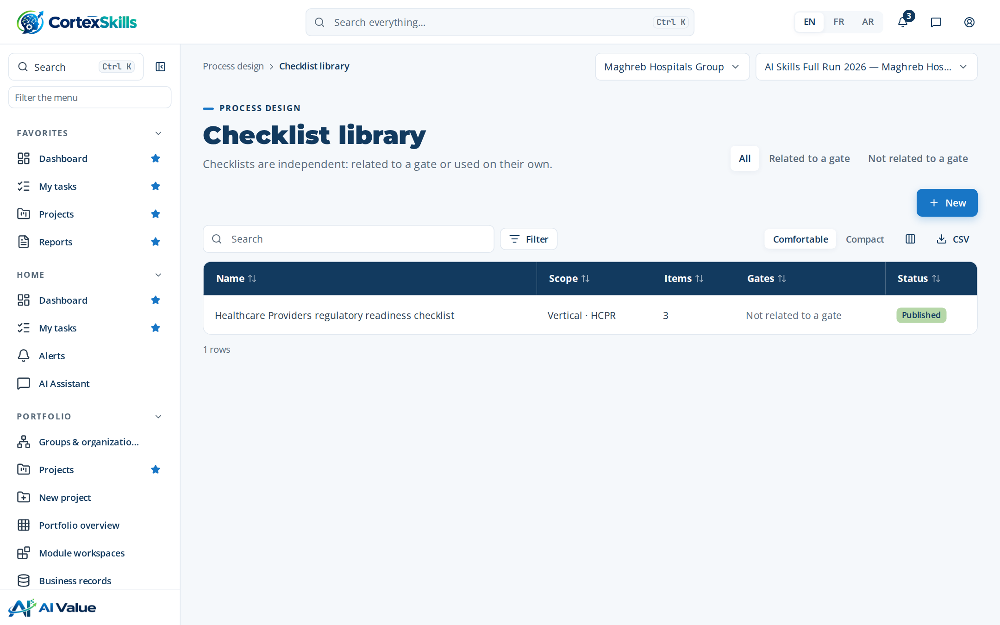 CortexSkills
Search everything...
Ctrl K
EN
FR
AR
3
Search
Ctrl K
Filter the menu
FAVORITES
Dashboard
My tasks
Projects
Reports
HOME
Dashboard
My tasks
Alerts
AI Assistant
PORTFOLIO
Groups & organizatio...
Projects
New project
Portfolio overview
Module workspaces
Business records
AI AI Value
Process design > Checklist library
Maghreb Hospitals Group
AI Skills Full Run 2026 — Maghreb Hos...
PROCESS DESIGN
Checklist library
Checklists are independent: related to a gate or used on their own.
All
Related to a gate
Not related to a gate
+ New
Search
Filter
Comfortable
Compact
CSV
Name Scope Items Gates Status
Healthcare Providers regulatory readiness checklist Vertical · HCPR 3 Not related to a gate Published
1 rows